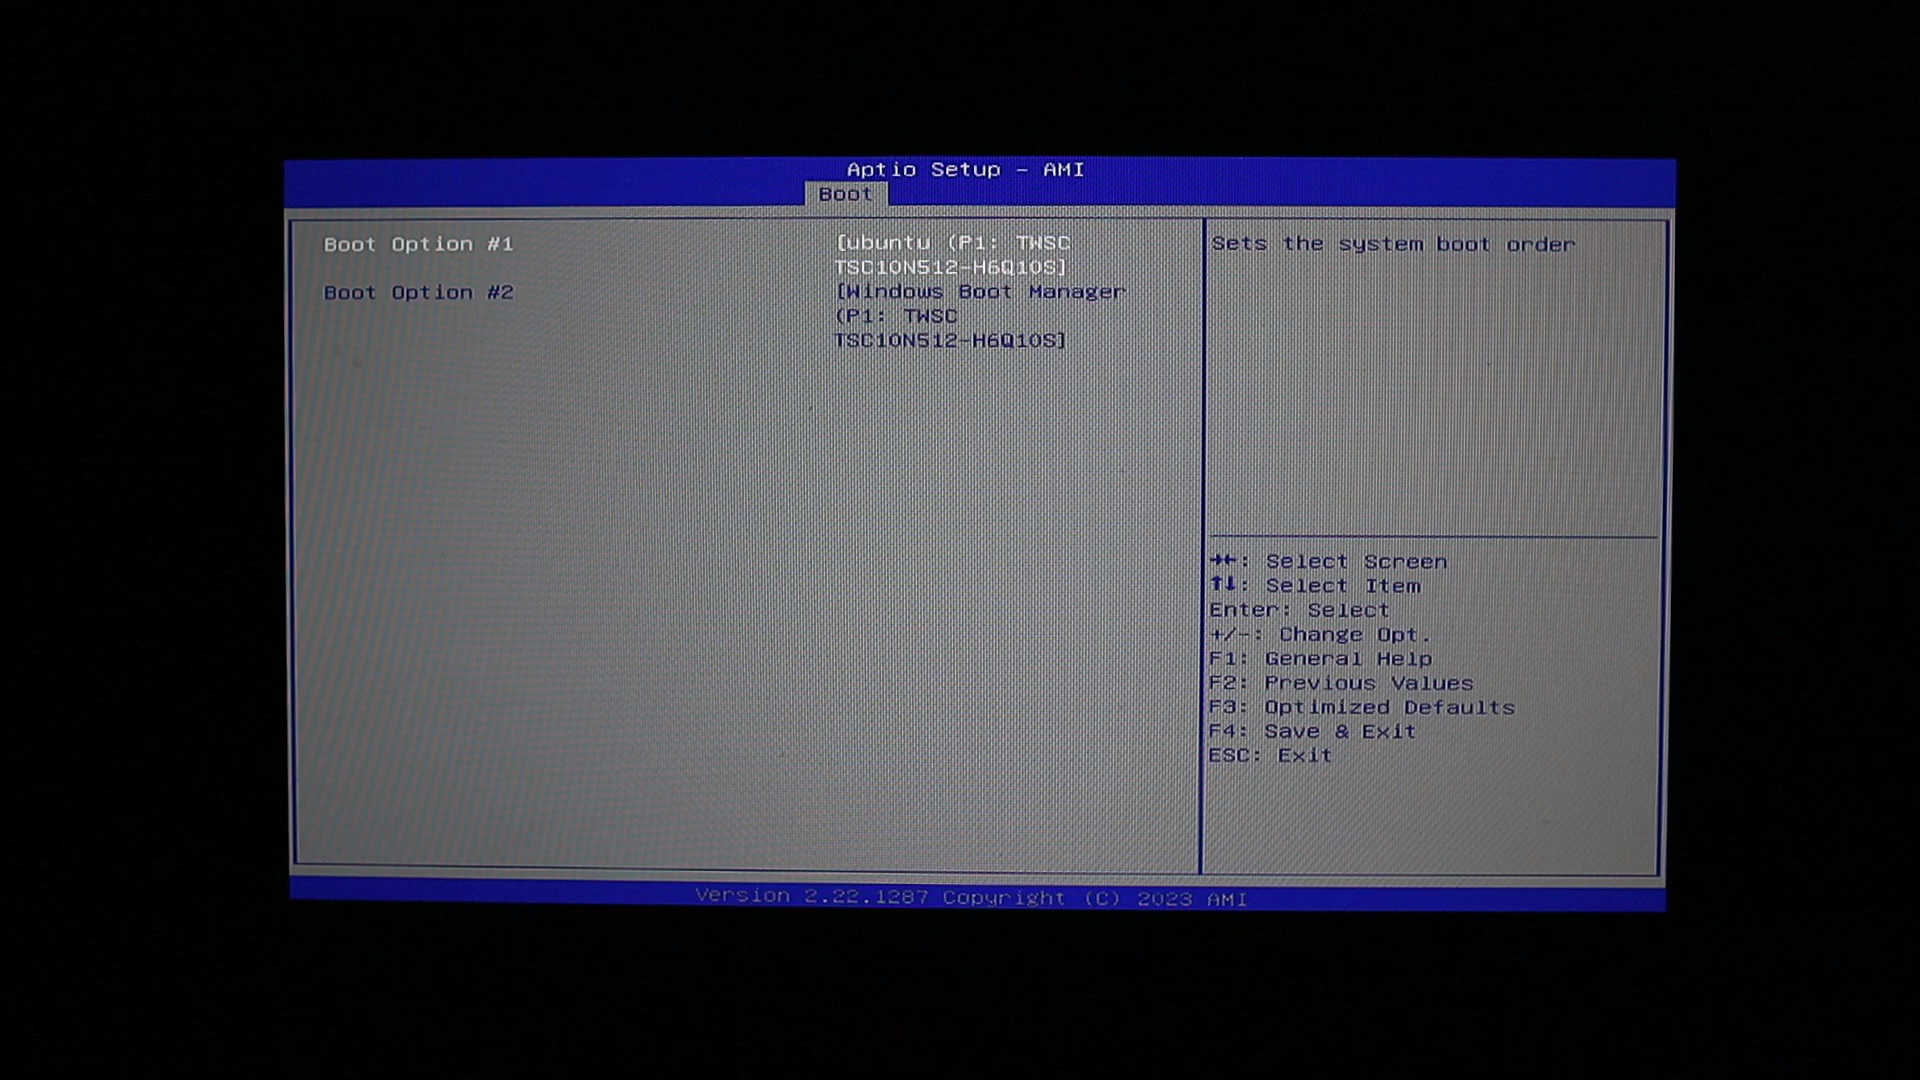 Aptio Setup – AMI
Boot
Boot Option #1
[ubuntu (P1: TWSC
TSC10N512-H6Q10S]
Boot Option #2
[Windows Boot Manager
(P1: TWSC
TSC10N512-H6Q10S]
Sets the system boot order
→←: Select Screen
↑↓: Select Item
Enter: Select
+/-: Change Opt.
F1: General Help
F2: Previous Values
F3: Optimized Defaults
F4: Save & Exit
ESC: Exit
Version 2.22.1287 Copyright (C) 2023 AMI